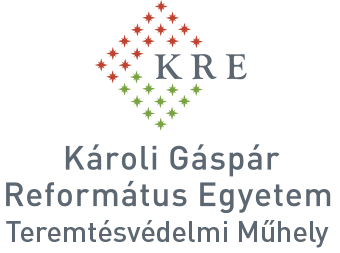 KRE
Károli Gáspár
Református Egyetem
Teremtésvédelmi Műhely